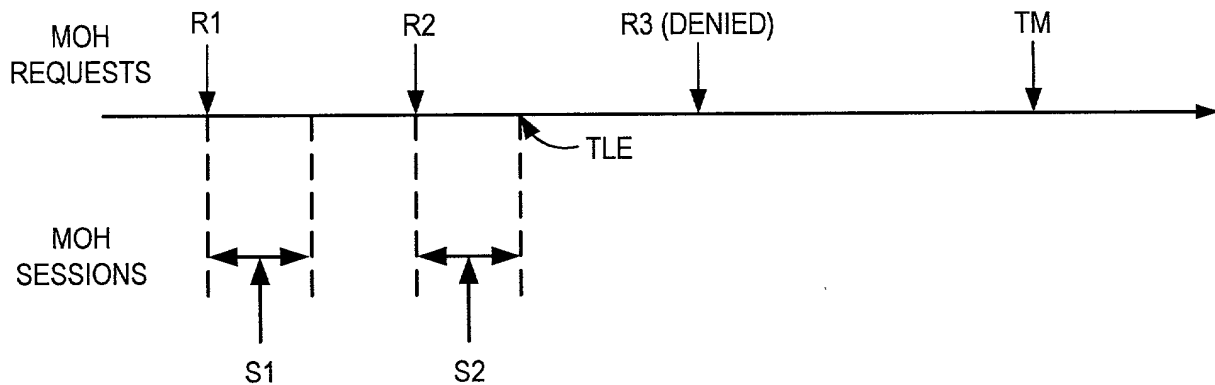 MOH
REQUESTS
R1
R2
R3 (DENIED)
TM
TLE
MOH
SESSIONS
S1
S2